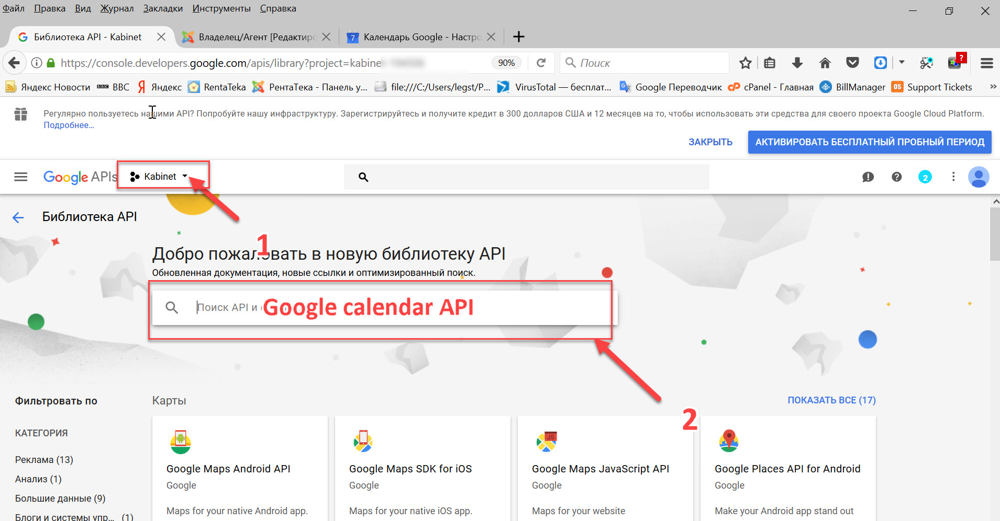 Файл Правка Вид Журнал Закладки Инструменты Справка
Библиотека API - Kabinet
Владелец/Агент [Редактиро
7 Календарь Google - Настро
https://console.developers.google.com/apis/library?project=kabine
90%
Поиск
?
Яндекс Новости BBC BBC Я Яндекс RentaTeka РентаТека - Панель у... file:///C:/Users/legst/P... VirusTotal — бесплат... G Google Переводчик cP cPanel - Главная BillManager OS Support Tickets »
Регулярно пользуетесь нашими API? Попробуйте нашу инфраструктуру. Зарегистрируйтесь и получите кредит в 300 долларов США и 12 месяцев на то, чтобы использовать эти средства для своего проекта Google Cloud Platform.
Подробнее...
ЗАКРЫТЬ АКТИВИРОВАТЬ БЕСПЛАТНЫЙ ПРОБНЫЙ ПЕРИОД
Google APIs Kabinet
2
Библиотека API
1
Добро пожаловать в новую библиотеку API
Обновленная документация, новые ссылки и оптимизированный поиск.
Поиск API и Google calendar API
2
Фильтровать по
Карты ПОКАЗАТЬ ВСЕ (17)
КАТЕГОРИЯ
Реклама (13)
Анализ (1)
Большие данные (9)
Блоги и системы упр... (1)
Google Maps Android API
Google
Maps for your native Android app.
Google Maps SDK for iOS
Google
Maps for your native iOS app.
JS
Google Maps JavaScript API
Google
Maps for your website
Google Places API for Android
Google
Make your Android app stand out